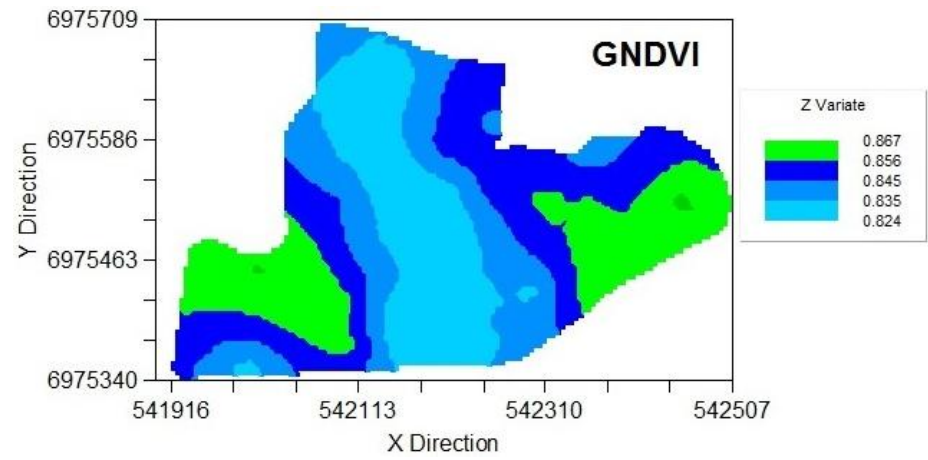 GNDVI
Y Direction
6975709
6975586
6975463
6975340
541916 542113 542310 542507
X Direction
Z Variate
0.867
0.856
0.845
0.835
0.824